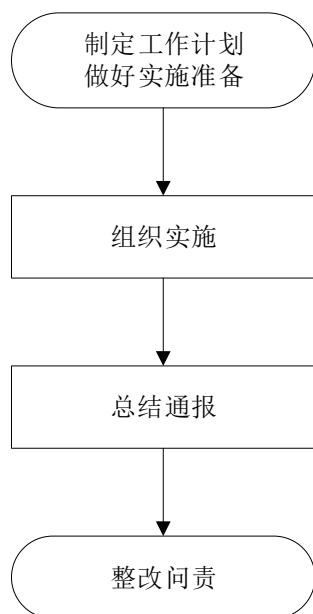 制定工作计划
做好实施准备
组织实施
总结通报
整改问责